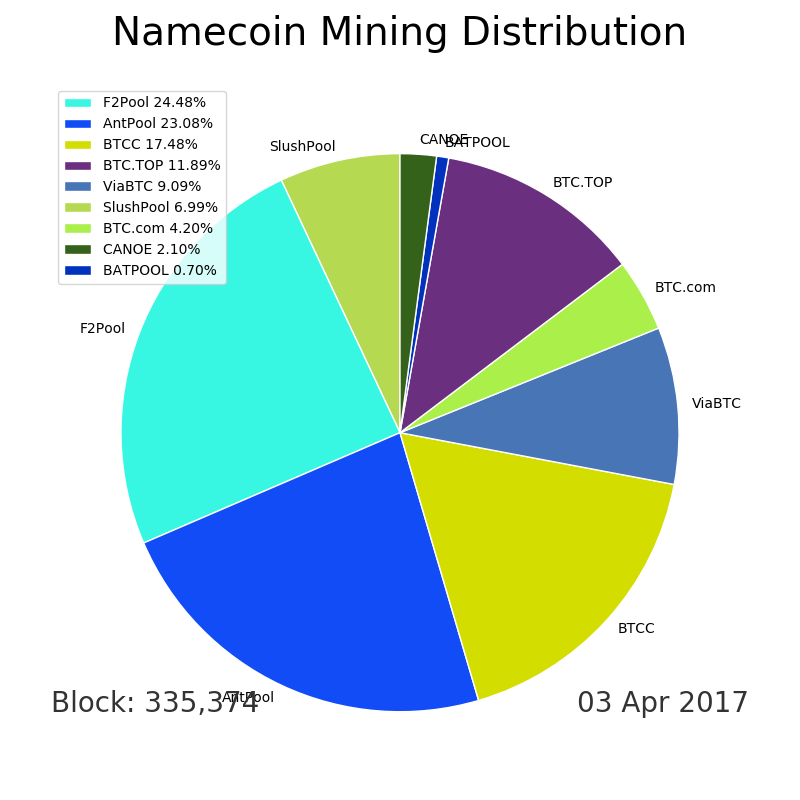 Namecoin Mining Distribution
F2Pool 24.48%
AntPool 23.08%
BTCC 17.48%
BTC.TOP 11.89%
ViaBTC 9.09%
SlushPool 6.99%
BTC.com 4.20%
CANOE 2.10%
BATPOOL 0.70%
SlushPool
CANOE
BATPOOL
BTC.TOP
BTC.com
F2Pool
ViaBTC
BTCC
AntPool
Block: 335,374
03 Apr 2017